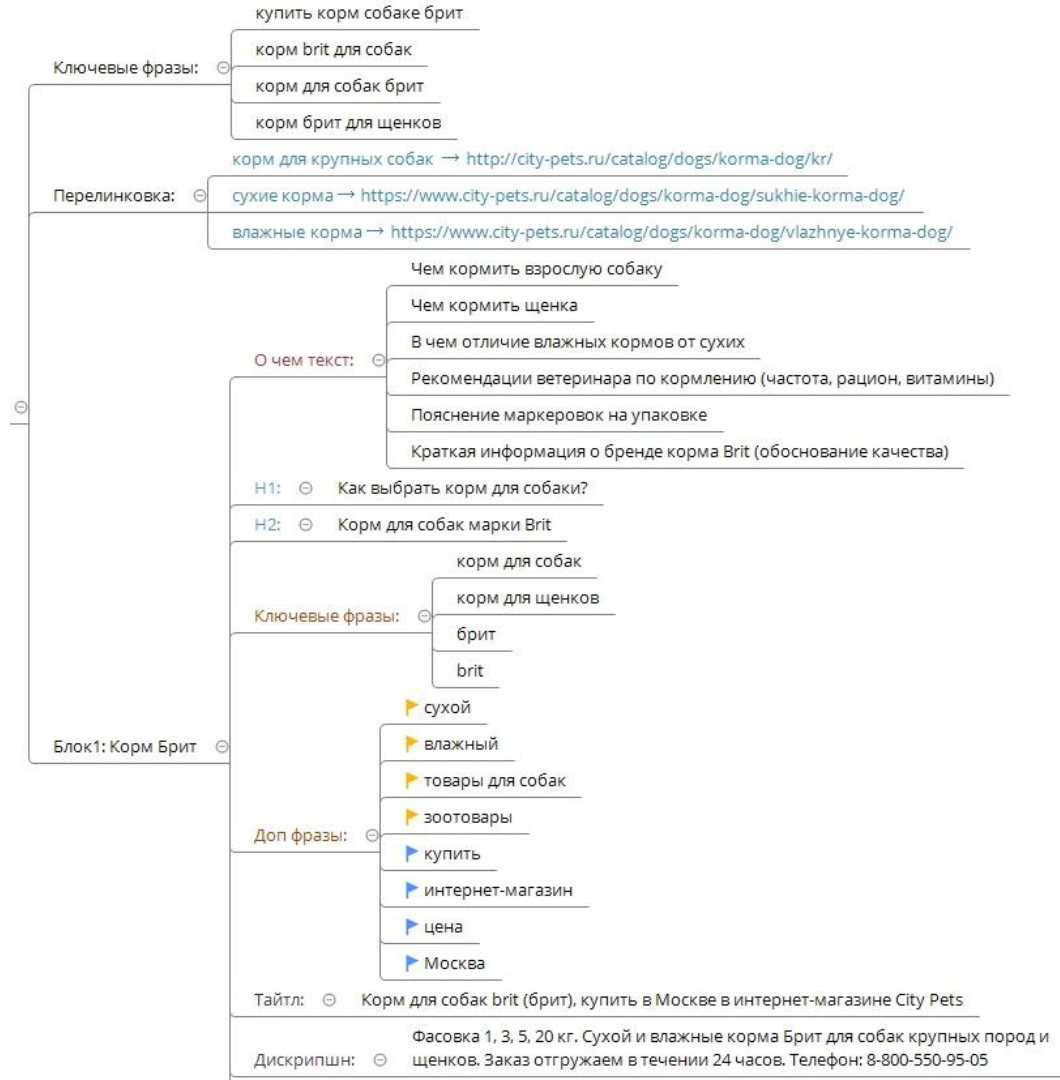 купить корм собаке брит
корм brit для собак
Ключевые фразы:
корм для собак брит
корм брит для щенков
корм для крупных собак → http://city-pets.ru/catalog/dogs/korma-dog/kr/
Перелинковка:
сухие корма → https://www.city-pets.ru/catalog/dogs/korma-dog/sukhie-korma-dog/
влажные корма → https://www.city-pets.ru/catalog/dogs/korma-dog/vlazhnye-korma-dog/
Чем кормить взрослую собаку
Чем кормить щенка
В чем отличие влажных кормов от сухих
О чем текст:
Рекомендации ветеринара по кормлению (частота, рацион, витамины)
Пояснение маркеровок на упаковке
Краткая информация о бренде корма Brit (обоснование качества)
H1: Как выбрать корм для собаки?
H2: Корм для собак марки Brit
корм для собак
корм для щенков
Ключевые фразы:
брит
brit
сухой
влажный
Блок1: Корм Брит
товары для собак
зоотовары
Доп фразы:
купить
интернет-магазин
цена
Москва
Тайтл: Корм для собак brit (брит), купить в Москве в интернет-магазине City Pets
Дискрипшн: Фасовка 1, 3, 5, 20 кг. Сухой и влажные корма Брит для собак крупных пород и
щенков. Заказ отгружаем в течении 24 часов. Телефон: 8-800-550-95-05